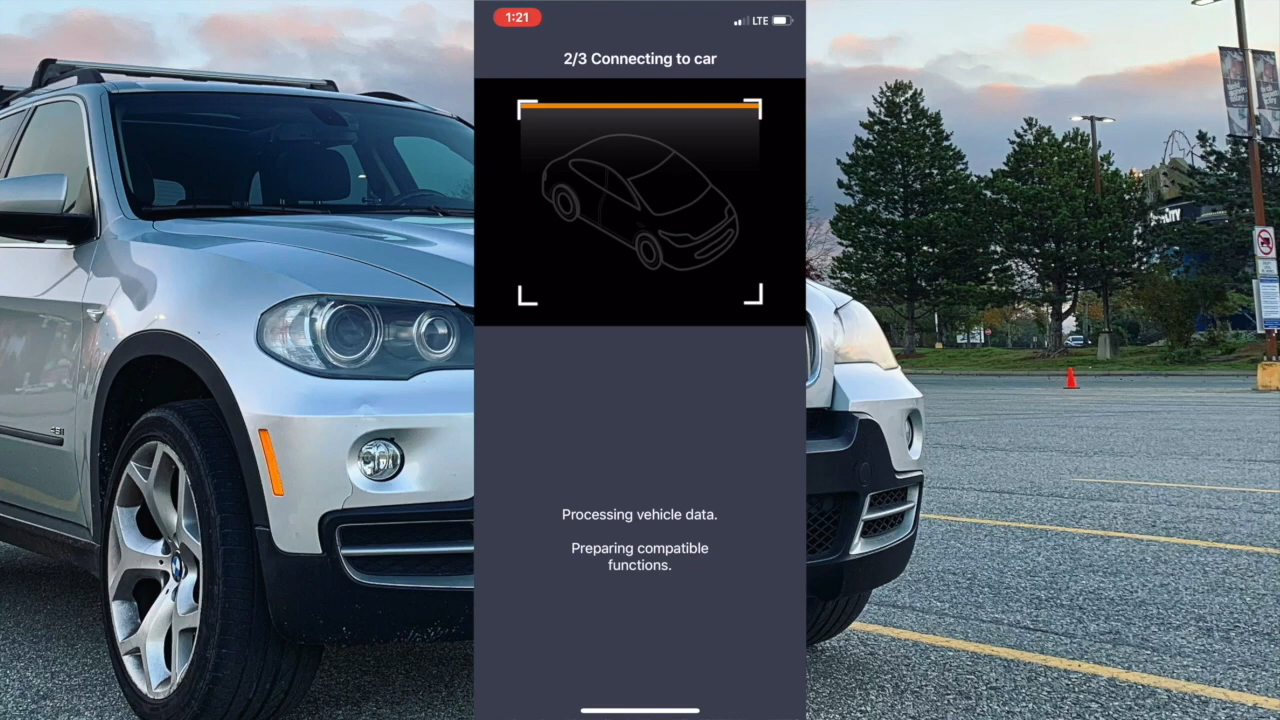 1:21
LTE
2/3 Connecting to car
Processing vehicle data.
Preparing compatible
functions.